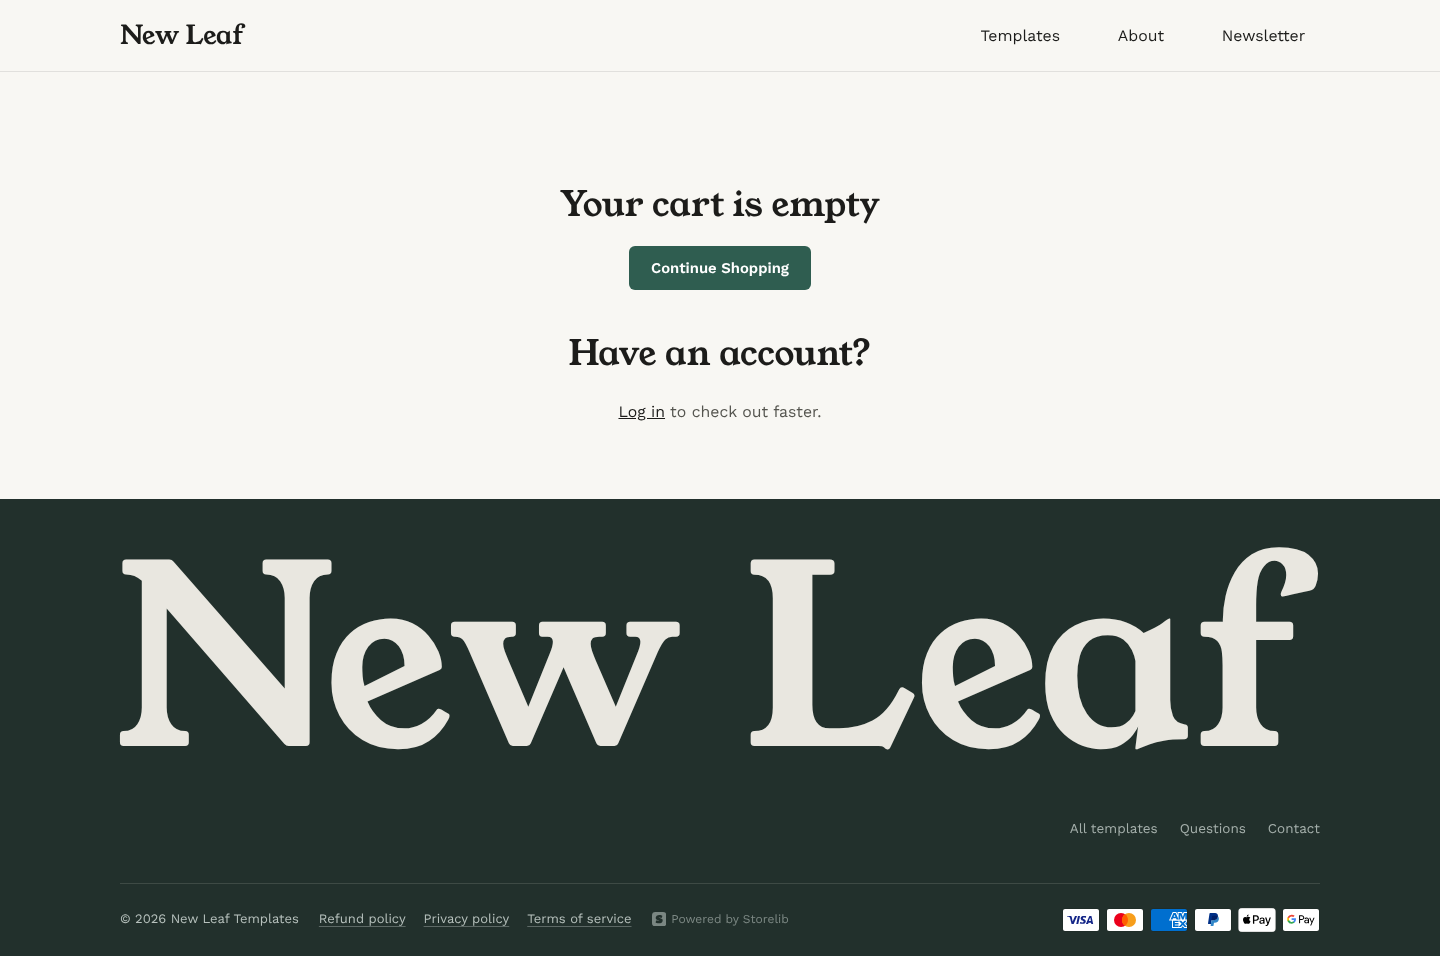 New Leaf
Templates About Newsletter
Your cart is empty
Continue Shopping
Have an account?
Log in to check out faster.
New Leaf
All templates Questions Contact
© 2026 New Leaf Templates Refund policy Privacy policy Terms of service S Powered by Storelib VISA AMEX Pay G Pay